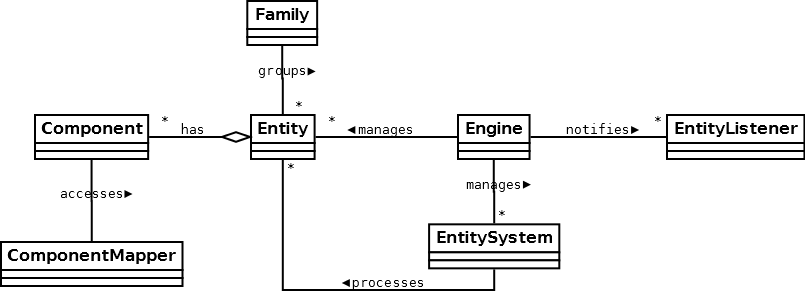 Family
groups►
*
* has
Component
Entity
* ◄manages
Engine
notifies► *
EntityListener
accesses►
*
manages►
*
ComponentMapper
EntitySystem
◄processes